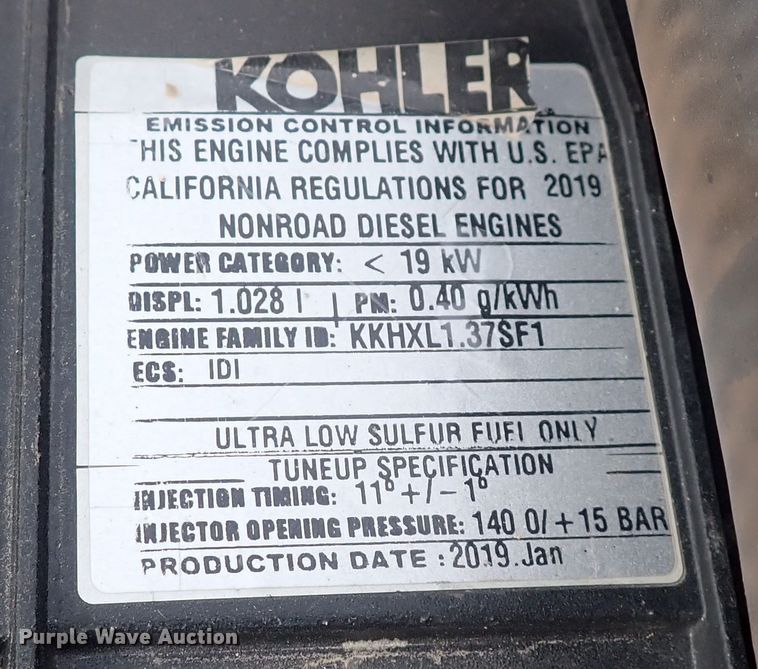 KOHLER
EMISSION CONTROL INFORMATION
THIS ENGINE COMPLIES WITH U.S. EPA
CALIFORNIA REGULATIONS FOR 2019
NONROAD DIESEL ENGINES
POWER CATEGORY: < 19 kW
DISPL: 1.028 l | PM: 0.40 g/kWh
ENGINE FAMILY ID: KKHXL1.37SF1
ECS: IDI
ULTRA LOW SULFUR FUEL ONLY
TUNEUP SPECIFICATION
INJECTION TIMING: 11° +/- 1°
INJECTOR OPENING PRESSURE: 140 0/+15 BAR
PRODUCTION DATE : 2019.Jan
Purple Wave Auction